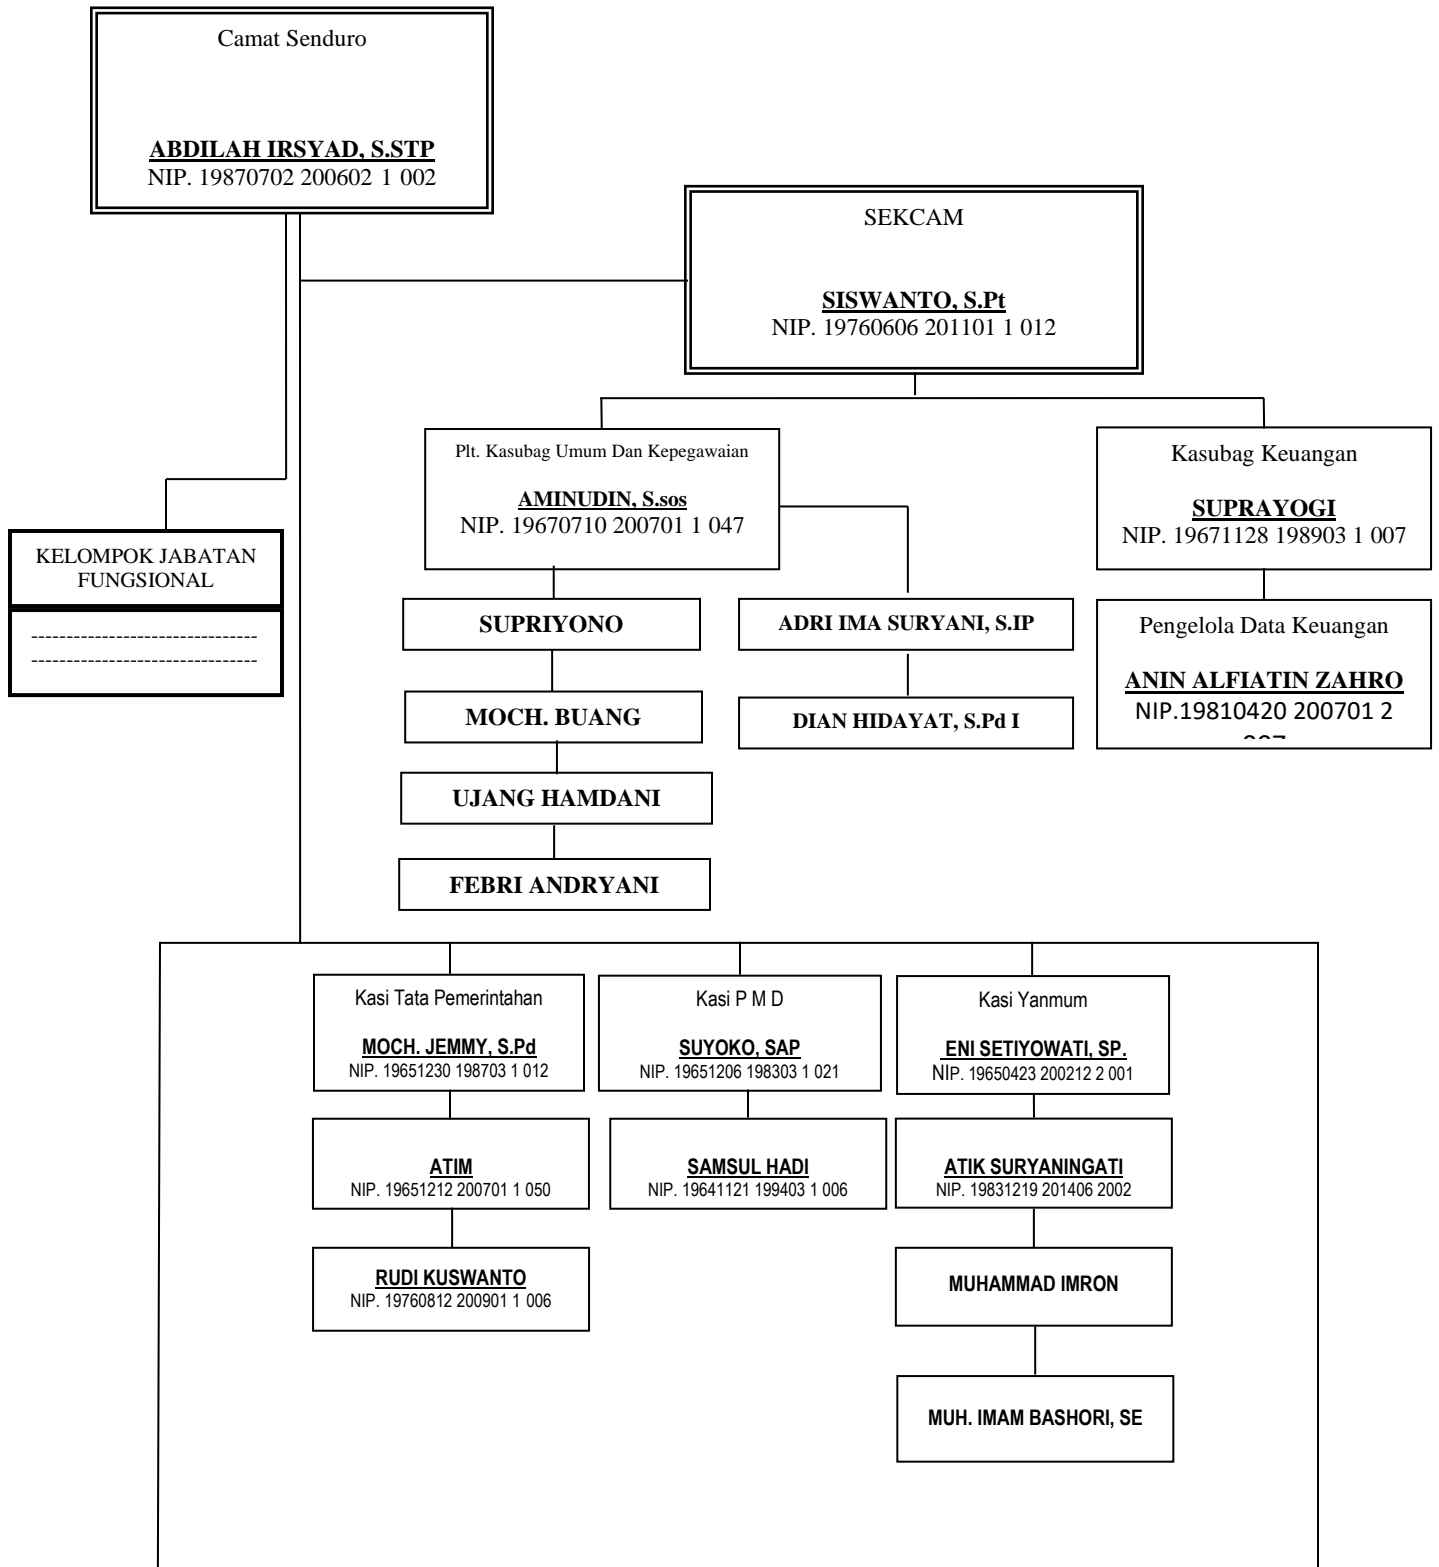 Camat Senduro
ABDILAH IRSYAD, S.STP
NIP. 19870702 200602 1 002
SEKCAM
SISWANTO, S.Pt
NIP. 19760606 201101 1 012
Plt. Kasubag Umum Dan Kepegawaian
AMINUDIN, S.sos
NIP. 19670710 200701 1 047
Kasubag Keuangan
SUPRAYOGI
NIP. 19671128 198903 1 007
KELOMPOK JABATAN
FUNGSIONAL
--------------------------------
--------------------------------
SUPRIYONO
ADRI IMA SURYANI, S.IP
Pengelola Data Keuangan
ANIN ALFIATIN ZAHRO
NIP.19810420 200701 2
MOCH. BUANG
DIAN HIDAYAT, S.Pd I
UJANG HAMDANI
FEBRI ANDRYANI
Kasi Tata Pemerintahan
MOCH. JEMMY, S.Pd
NIP. 19651230 198703 1 012
Kasi P M D
SUYOKO, SAP
NIP. 19651206 198303 1 021
Kasi Yanmum
ENI SETIYOWATI, SP.
NIP. 19650423 200212 2 001
ATIM
NIP. 19651212 200701 1 050
SAMSUL HADI
NIP. 19641121 199403 1 006
ATIK SURYANINGATI
NIP. 19831219 201406 2002
RUDI KUSWANTO
NIP. 19760812 200901 1 006
MUHAMMAD IMRON
MUH. IMAM BASHORI, SE